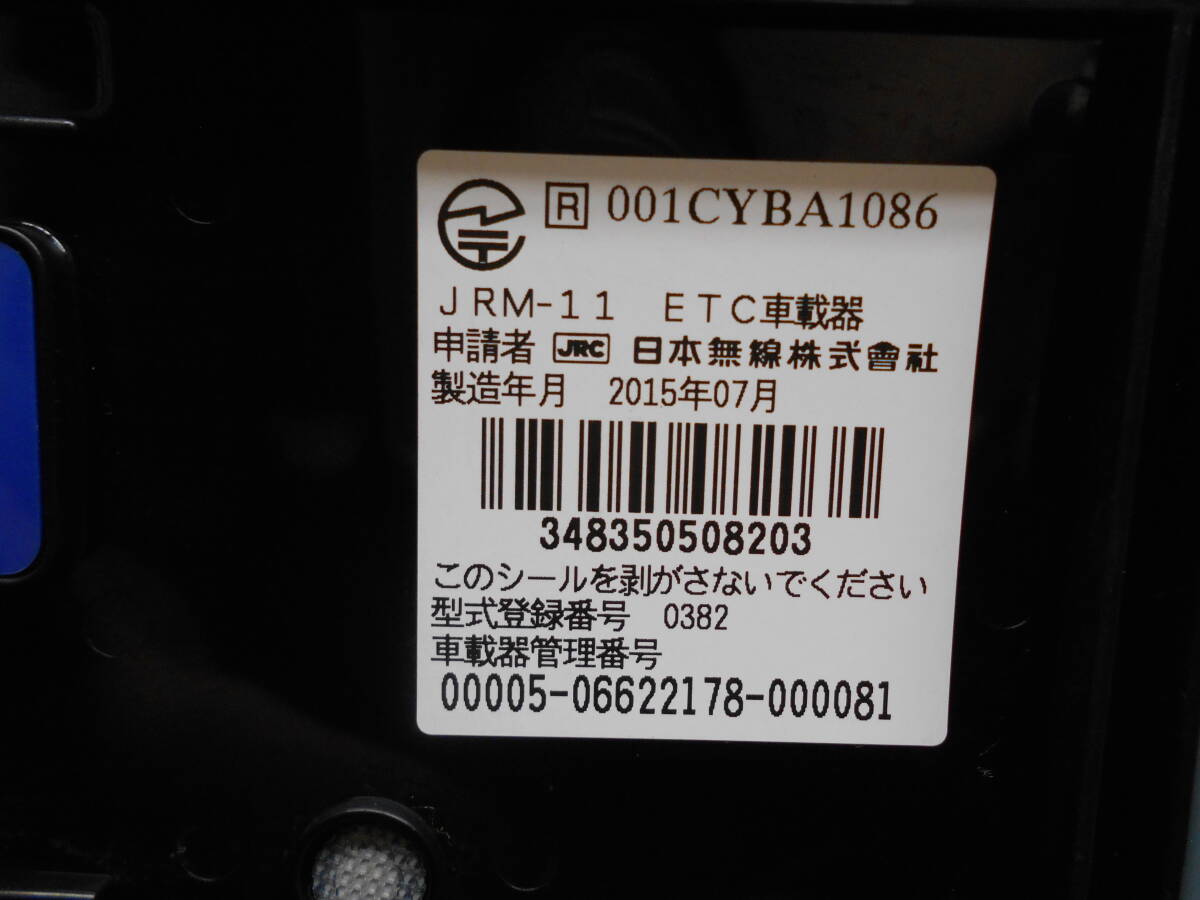 R 001CYBA1086
JRM-11 ETC車載器
申請者 JRC 日本無線株式會社
製造年月 2015年07月
348350508203
このシールを剥がさないでください
型式登録番号 0382
車載器管理番号
00005-06622178-000081